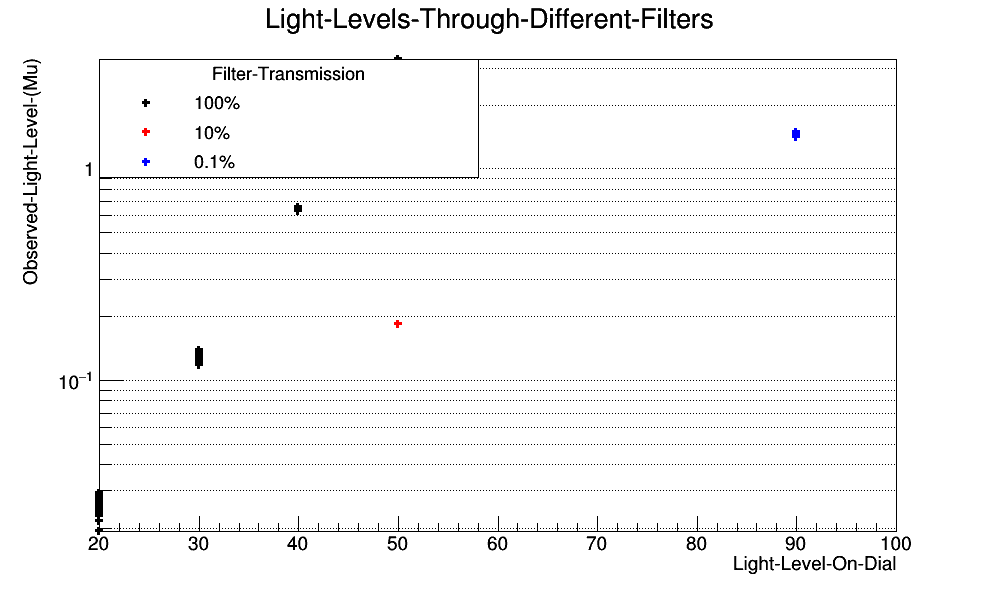 Light-Levels-Through-Different-Filters
Observed-Light-Level-(Mu)
Filter-Transmission
100%
10%
0.1%
1
10⁻¹
20 30 40 50 60 70 80 90 100
Light-Level-On-Dial